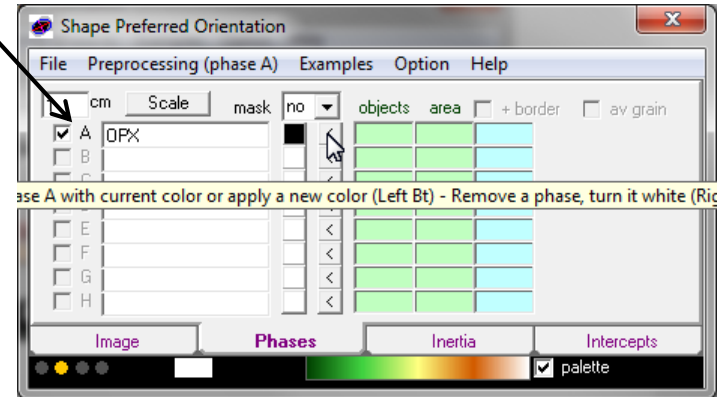 Shape Preferred Orientation
File Preprocessing (phase A) Examples Option Help
cm Scale mask no objects area + border av grain
A OPX <
B
ase A with current color or apply a new color (Left Bt) - Remove a phase, turn it white (Rig
E <
F <
G <
H <
Image Phases Inertia Intercepts
palette